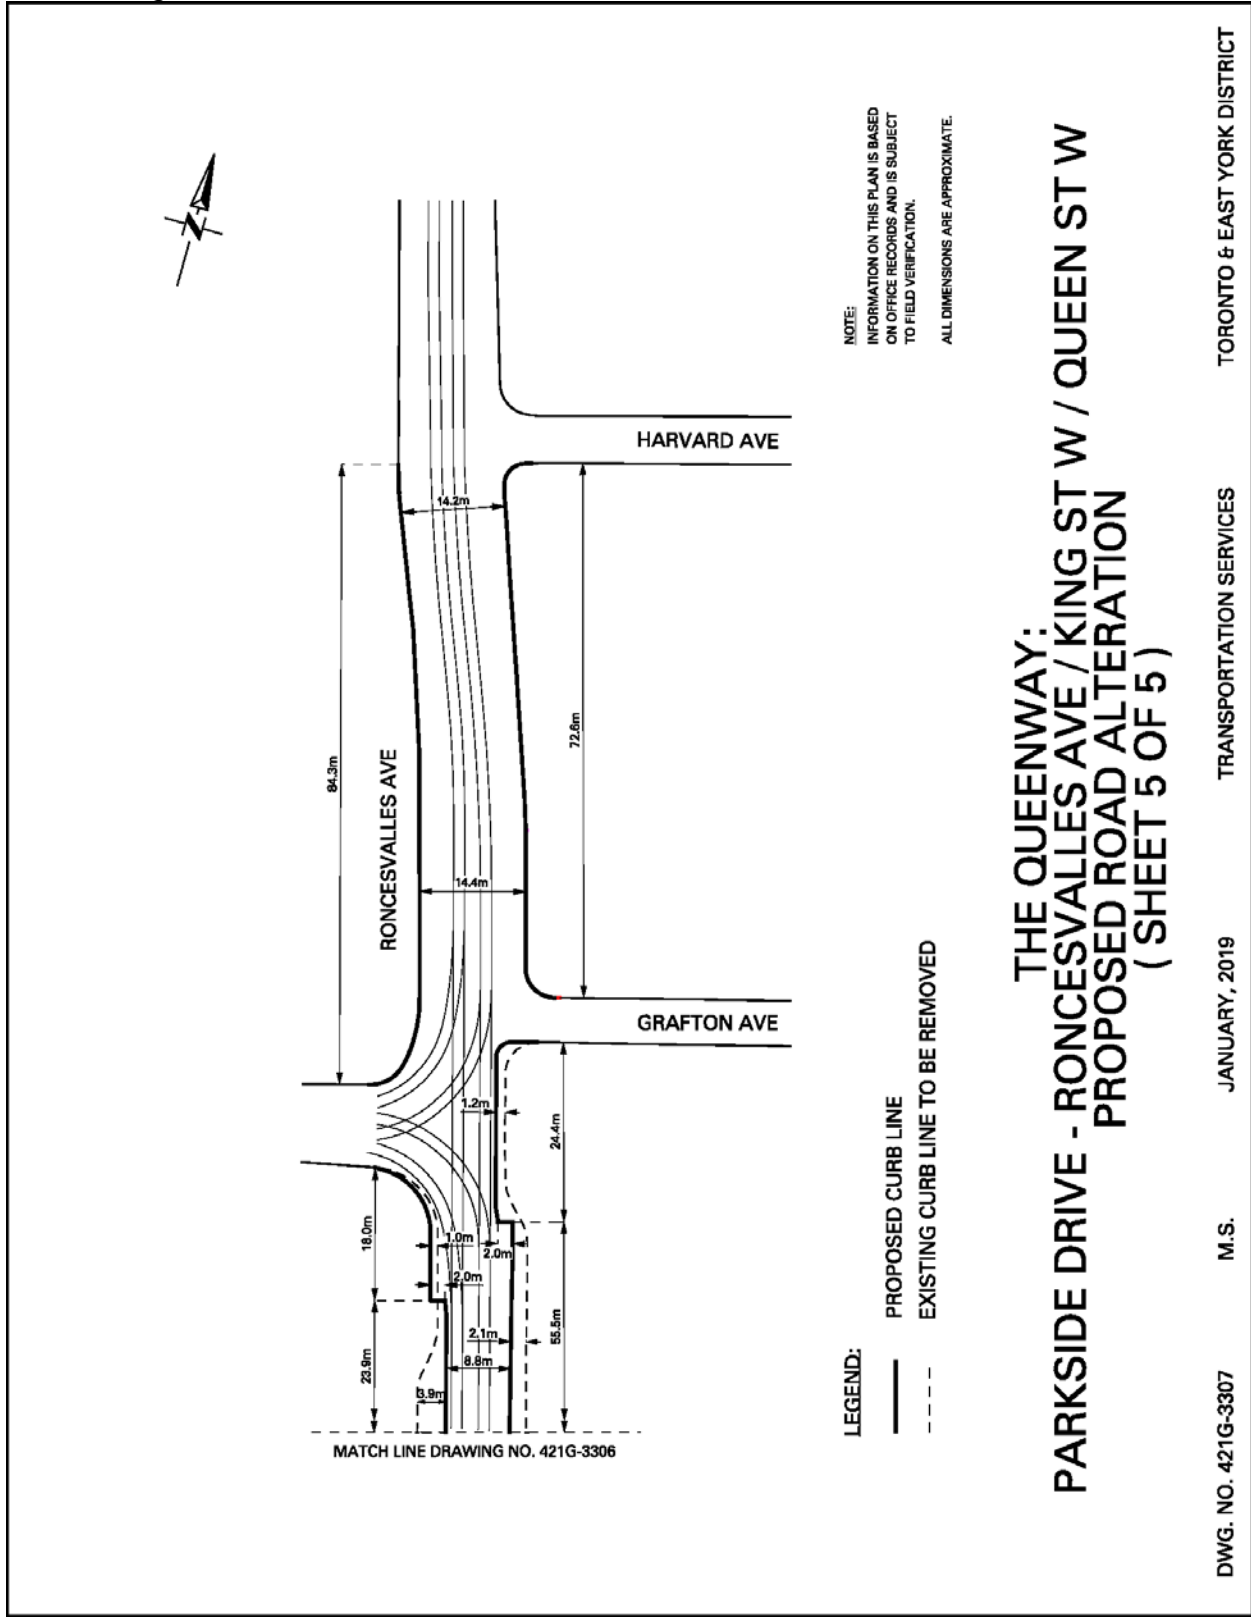 NOTE:
INFORMATION ON THIS PLAN IS BASED
ON OFFICE RECORDS AND IS SUBJECT
TO FIELD VERIFICATION.
ALL DIMENSIONS ARE APPROXIMATE.
HARVARD AVE
14.2m
84.3m
RONCESVALLES AVE
72.6m
14.4m
GRAFTON AVE
1.2m
24.4m
18.0m
1.0m
2.0m
2.0m
23.9m
2.1m
55.5m
8.8m
3.9m
MATCH LINE DRAWING NO. 421G-3306
LEGEND:
PROPOSED CURB LINE
EXISTING CURB LINE TO BE REMOVED
THE QUEENWAY:
PARKSIDE DRIVE - RONCESVALLES AVE / KING ST W / QUEEN ST W
PROPOSED ROAD ALTERATION
( SHEET 5 OF 5 )
DWG. NO. 421G-3307
M.S.
JANUARY, 2019
TRANSPORTATION SERVICES
TORONTO & EAST YORK DISTRICT